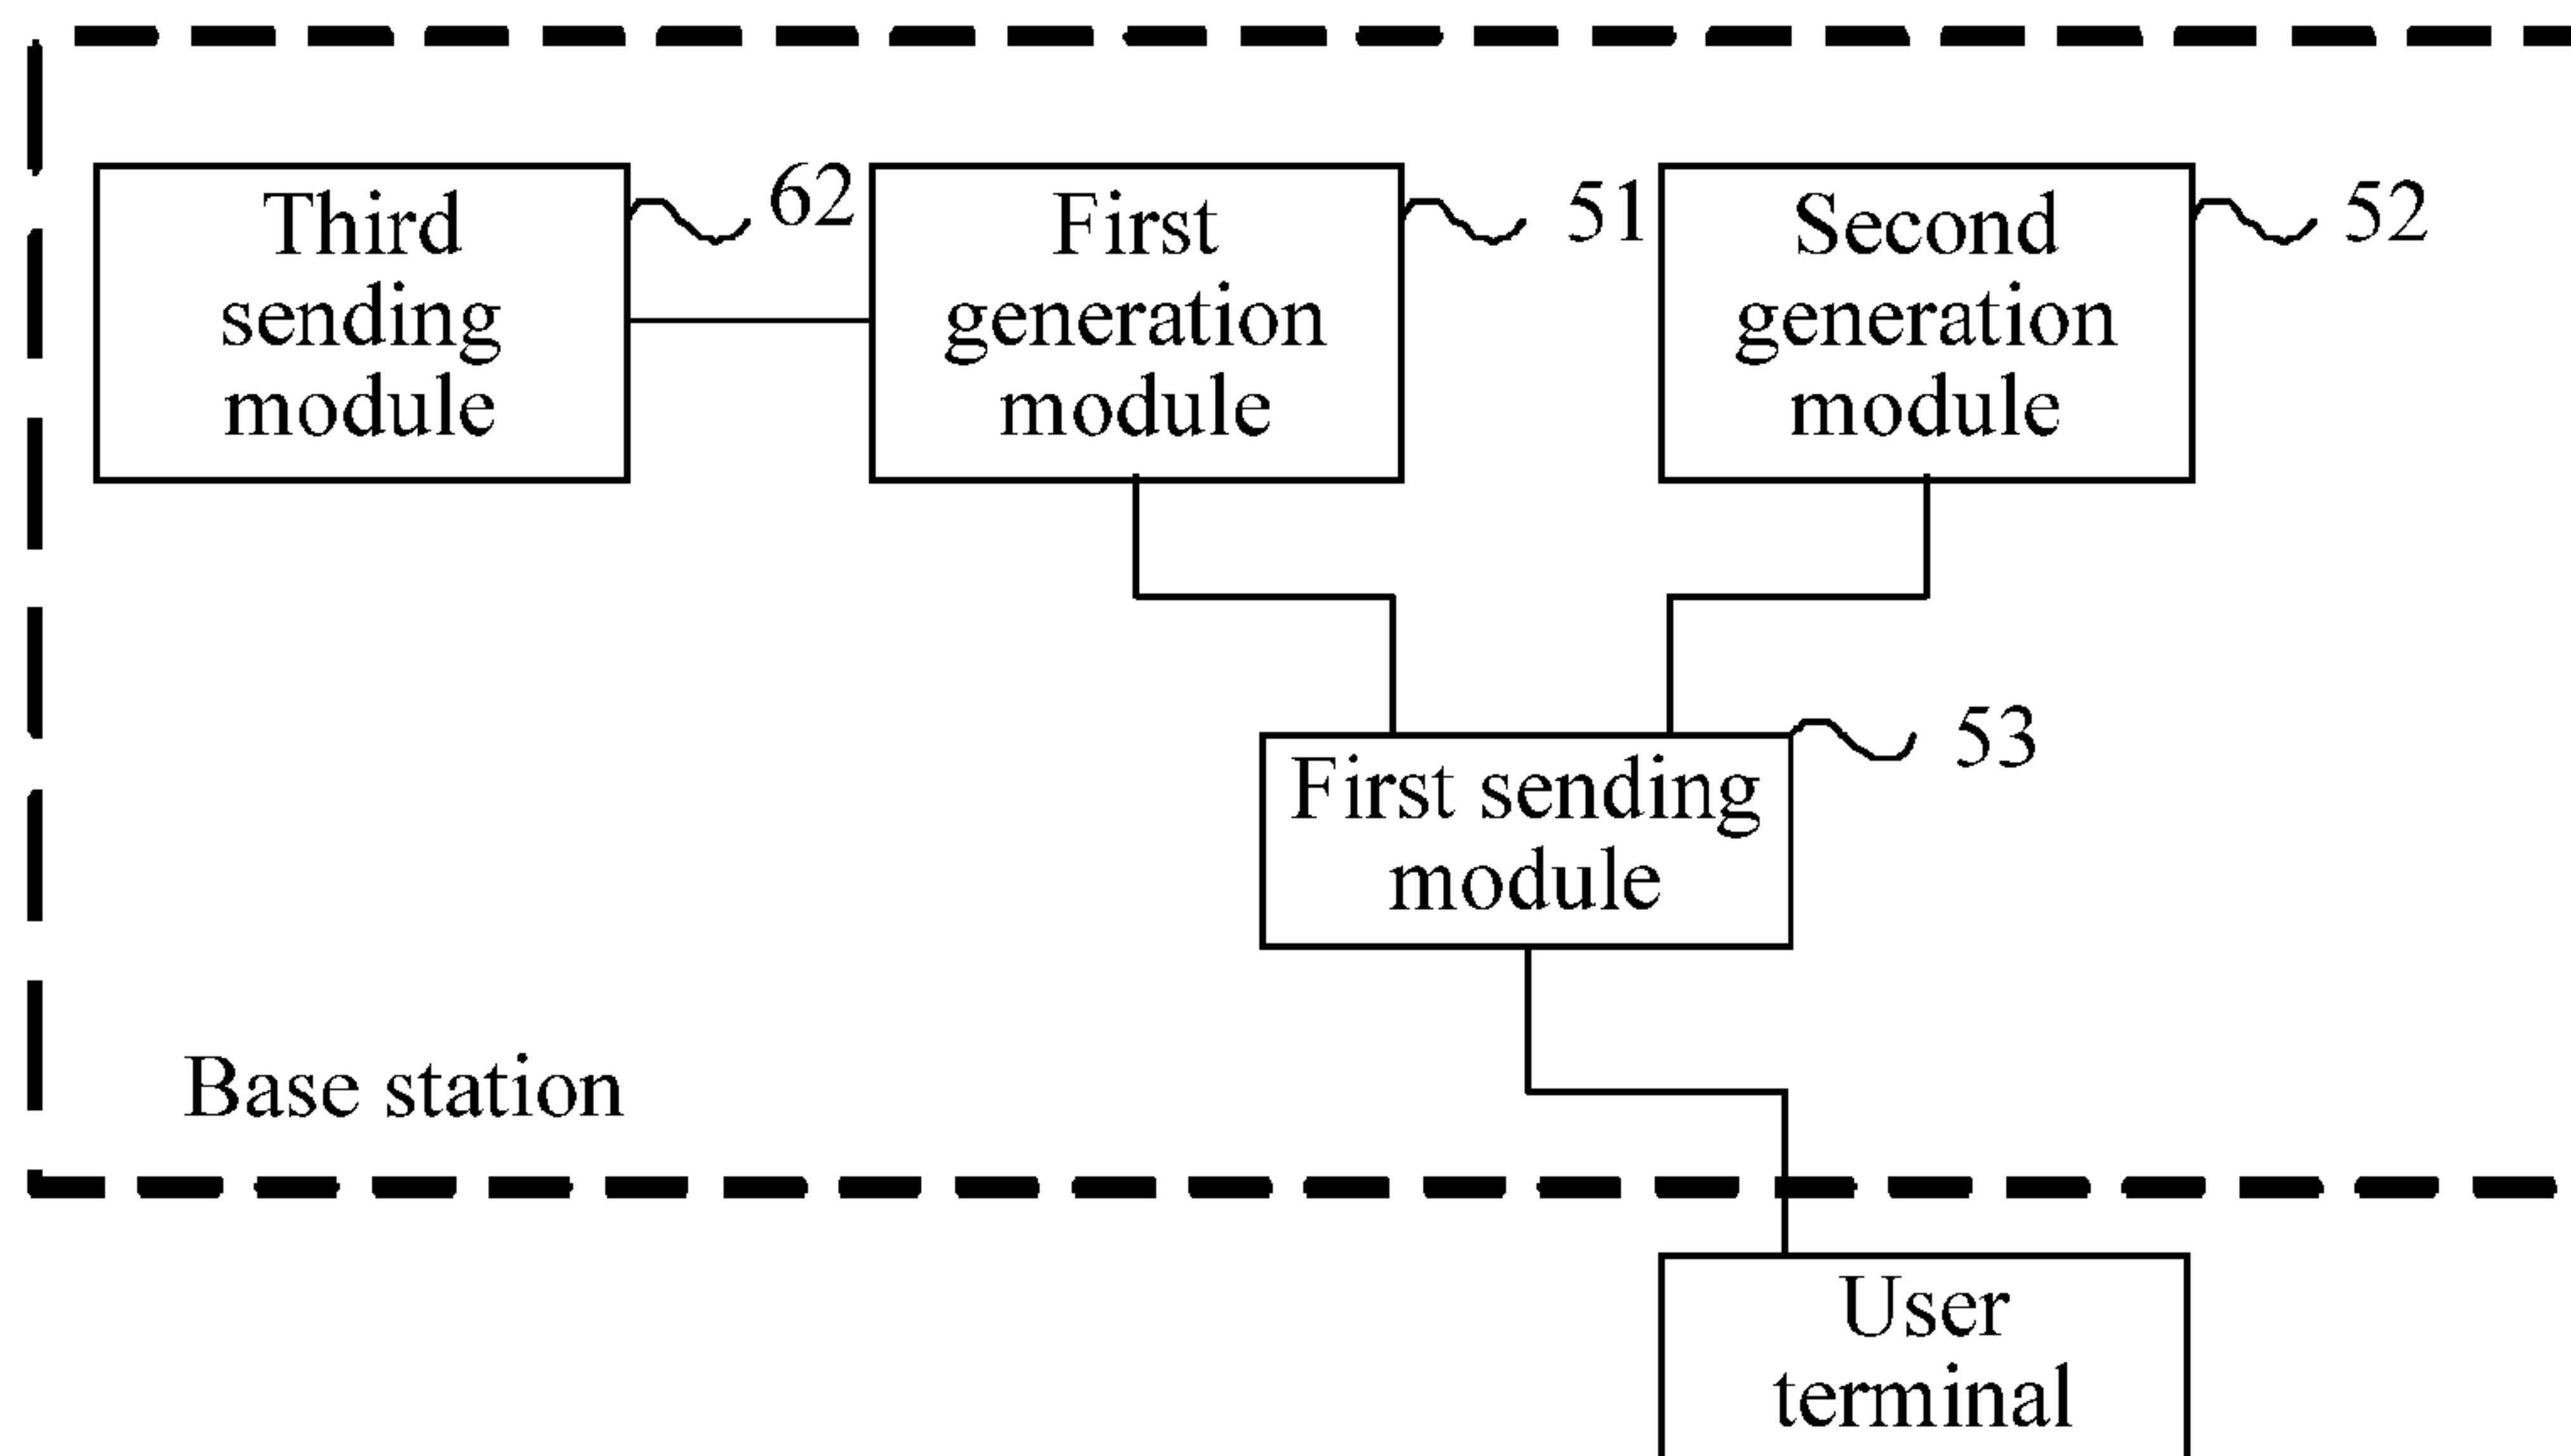 Third
sending
module
62
First
generation
module
51
Second
generation
module
52
First sending
module
53
Base station
User
terminal